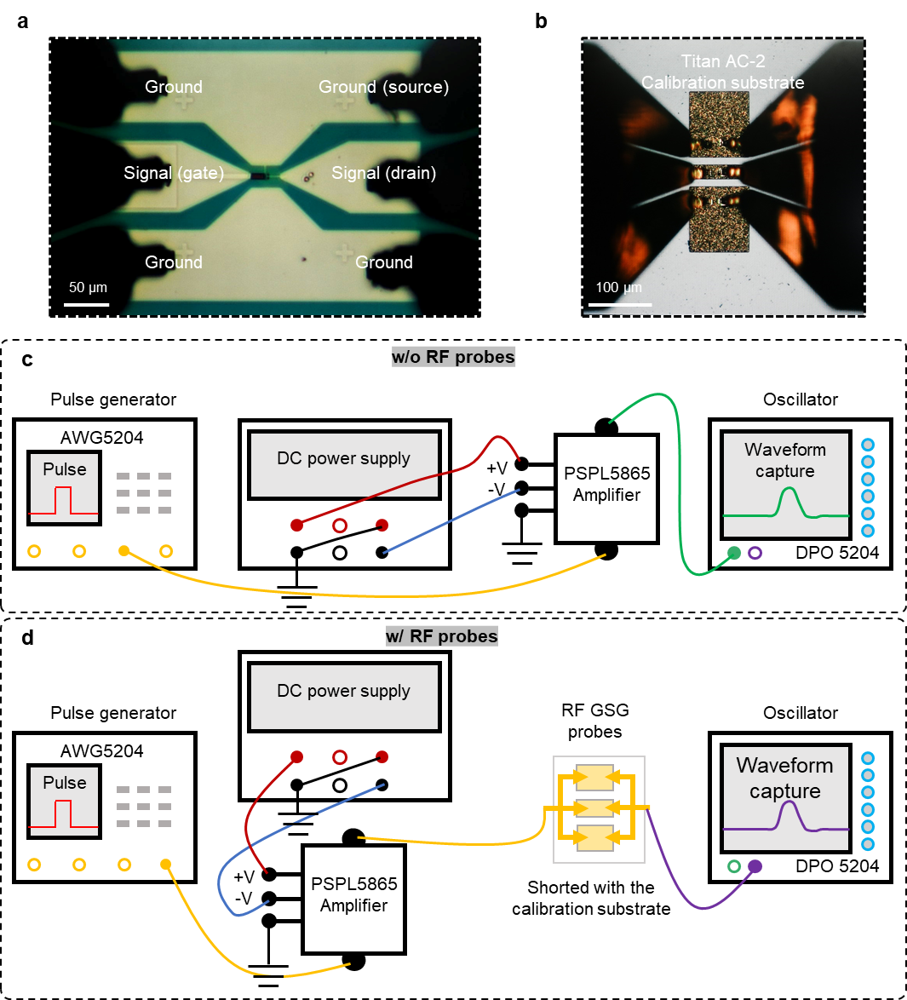 a
Ground
Ground (source)
Signal (gate)
Signal (drain)
Ground
Ground
50 μm
b
Titan AC-2
Calibration substrate
100 μm
c
w/o RF probes
Pulse generator
AWG5204
Pulse
DC power supply
+V
-V
PSPL5865
Amplifier
Oscillator
Waveform
capture
DPO 5204
d
w/ RF probes
Pulse generator
AWG5204
Pulse
DC power supply
+V
-V
PSPL5865
Amplifier
RF GSG
probes
Shorted with the
calibration substrate
Oscillator
Waveform
capture
DPO 5204